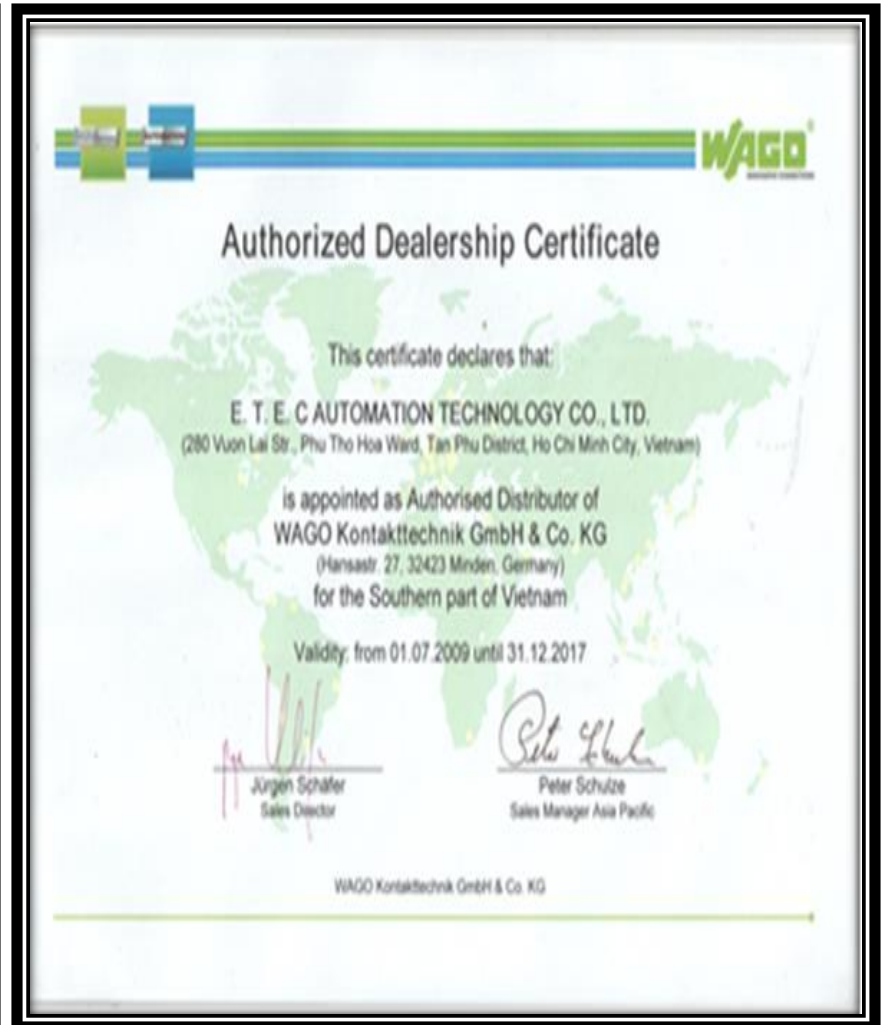 WAGO
Authorized Dealership Certificate
This certificate declares that:
E. T. E. C AUTOMATION TECHNOLOGY CO., LTD.
(280 Vuon Lai Str., Phu Tho Hoa Ward, Tan Phu District, Ho Chi Minh City, Vietnam)
is appointed as Authorised Distributor of
WAGO Kontakttechnik GmbH & Co. KG
(Hansastr. 27, 32423 Minden, Germany)
for the Southern part of Vietnam
Validity: from 01.07.2009 until 31.12.2017
Jürgen Schäfer
Sales Director
Peter Schulze
Sales Manager Asia Pacific
WAGO Kontakttechnik GmbH & Co. KG